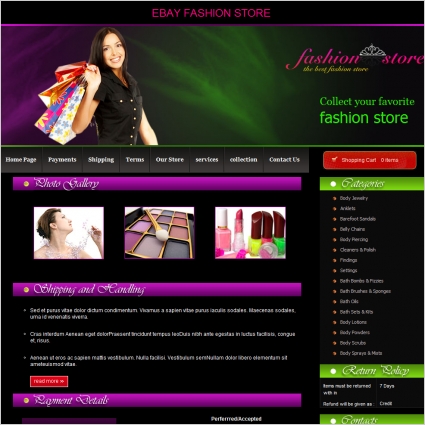 EBAY FASHION STORE
fashion store
the best fashion store
Collect your favorite
fashion store
Home Page Payments Shipping Terms Our Store services collection Contact Us
Shopping Cart 0 items
Photo Gallery
Shipping and Handling
Sed et purus vitae dolor dictum condimentum. Vivamus a sapien vitae purus iaculis sodales. Maecenas sodales,
urna id venenatis viverra.
Cras interdum Aenean eget dolorPraesent tincidunt tempus leoDuis nibh ante egestas in luctus facilisis, congue
et, risus.
Aenean ut eros ac sapien mattis vestibulum. Nulla facilisi. Vestibulum semNullam dolor libero elementum sit
ameteuismod vitae.
read more »
Payment Details
Perferrred/Accepted
Categories
Body Jewelry
Anklets
Barefoot Sandals
Belly Chains
Body Piercing
Cleaners & Polish
Findings
Settings
Bath Bombs & Fizzies
Bath Brushes & Sponges
Bath Oils
Bath Sets & Kits
Body Lotions
Body Powders
Body Scrubs
Body Sprays & Mists
Return Policy
Items must be returned with in 7 Days
Refund will be given as : Credit
Contacts